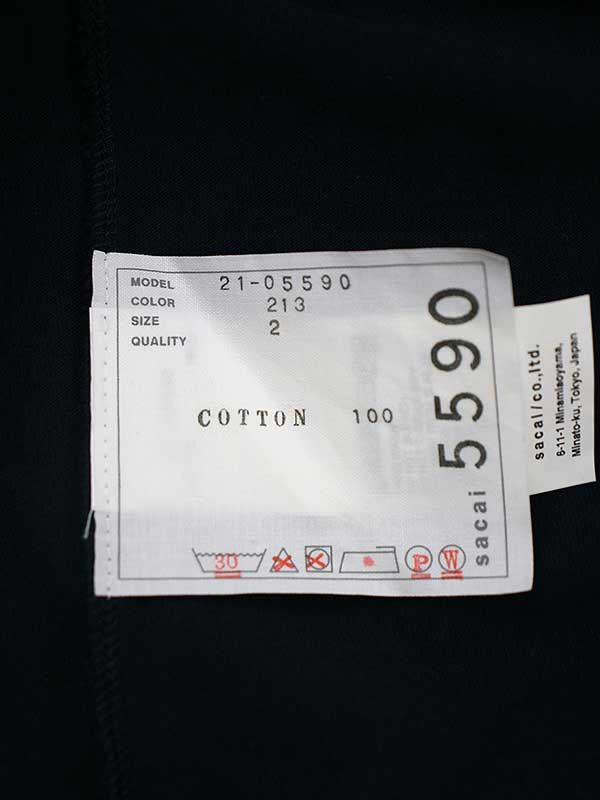 MODEL 21-05590
COLOR 213
SIZE 2
QUALITY
COTTON 100
30
P
W
sacai 5590
sacai/co.,ltd.
6-11-1 Minamiaoyama,
Minato-ku, Tokyo, Japan